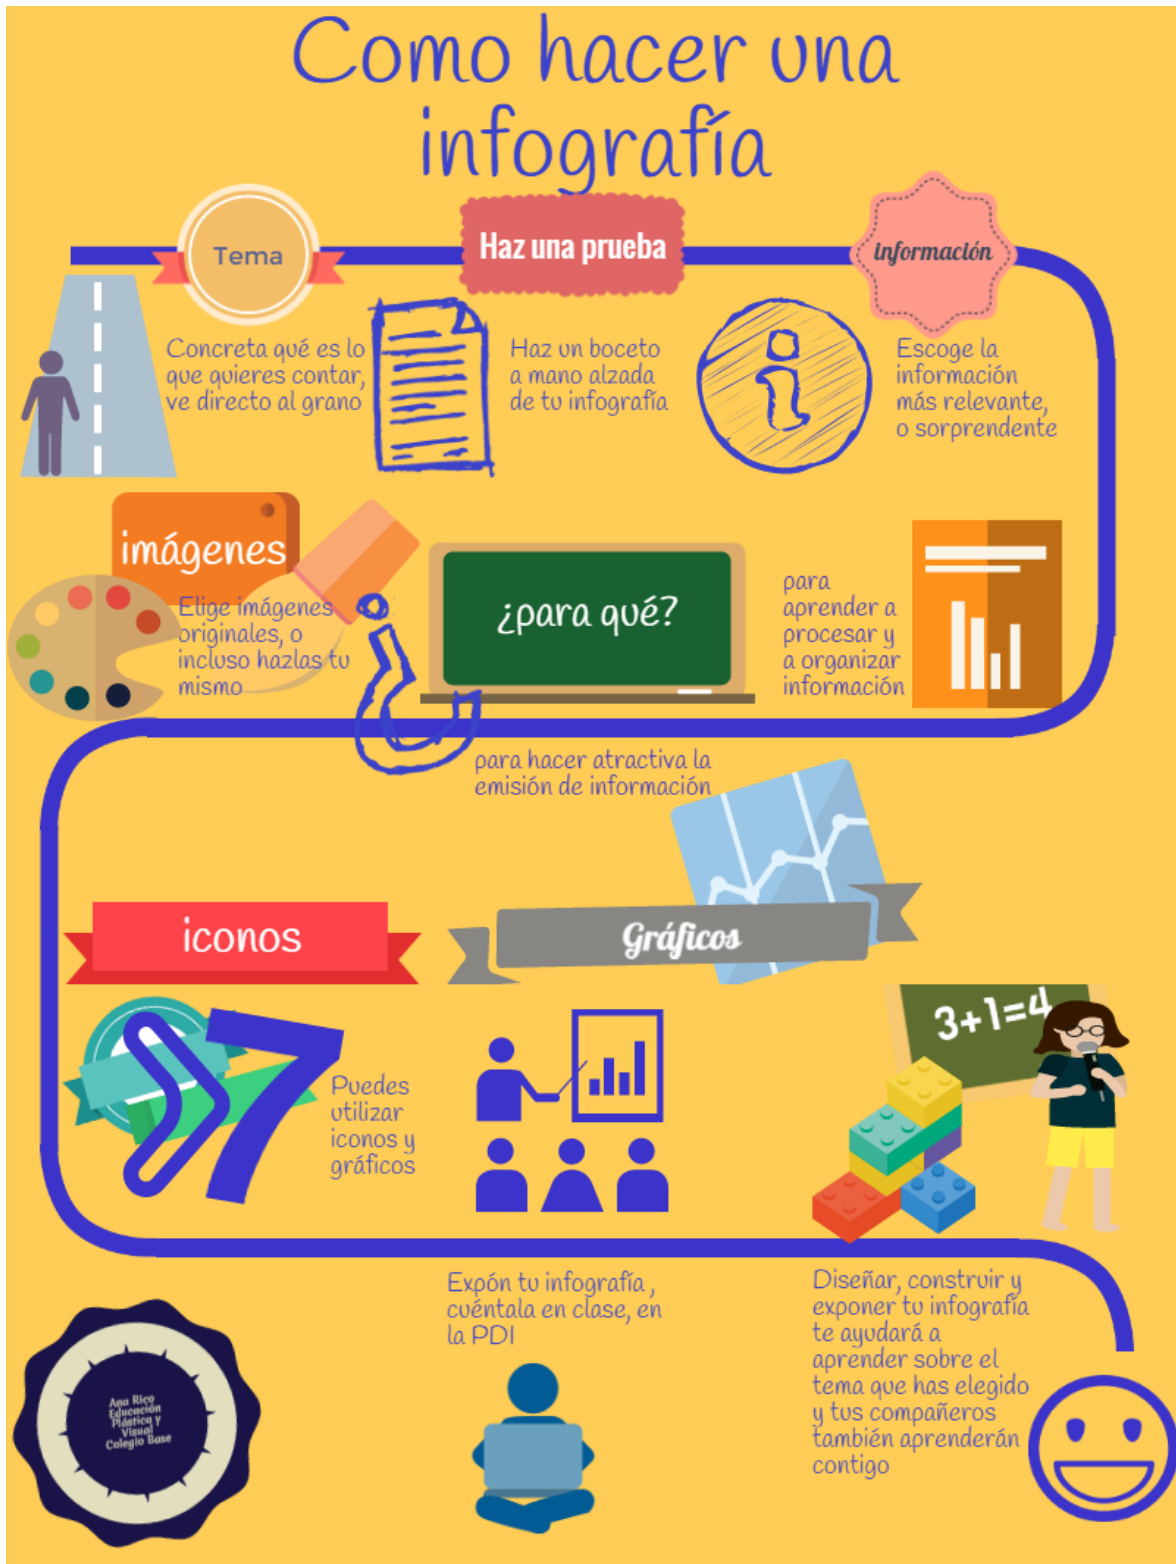 Como hacer una
infografía
Tema
Haz una prueba
información
Concreta qué es lo
que quieres contar,
ve directo al grano
Haz un boceto
a mano alzada
de tu infografía
Escoge la
información
más relevante,
o sorprendente
imágenes
Elige imágenes
originales, o
incluso hazlas tu
mismo
¿para qué?
para
aprender a
procesar y
a organizar
información
para hacer atractiva la
emisión de información
iconos
Gráficos
3+1=4
Puedes
utilizar
iconos y
gráficos
Expón tu infografía ,
cuéntala en clase, en
la PDI
Diseñar, construir y
exponer tu infografía
te ayudará a
aprender sobre el
tema que has elegido
y tus compañeros
también aprenderán
contigo
Ana Rico
Educación
Plástica y
Visual
Colegio Base